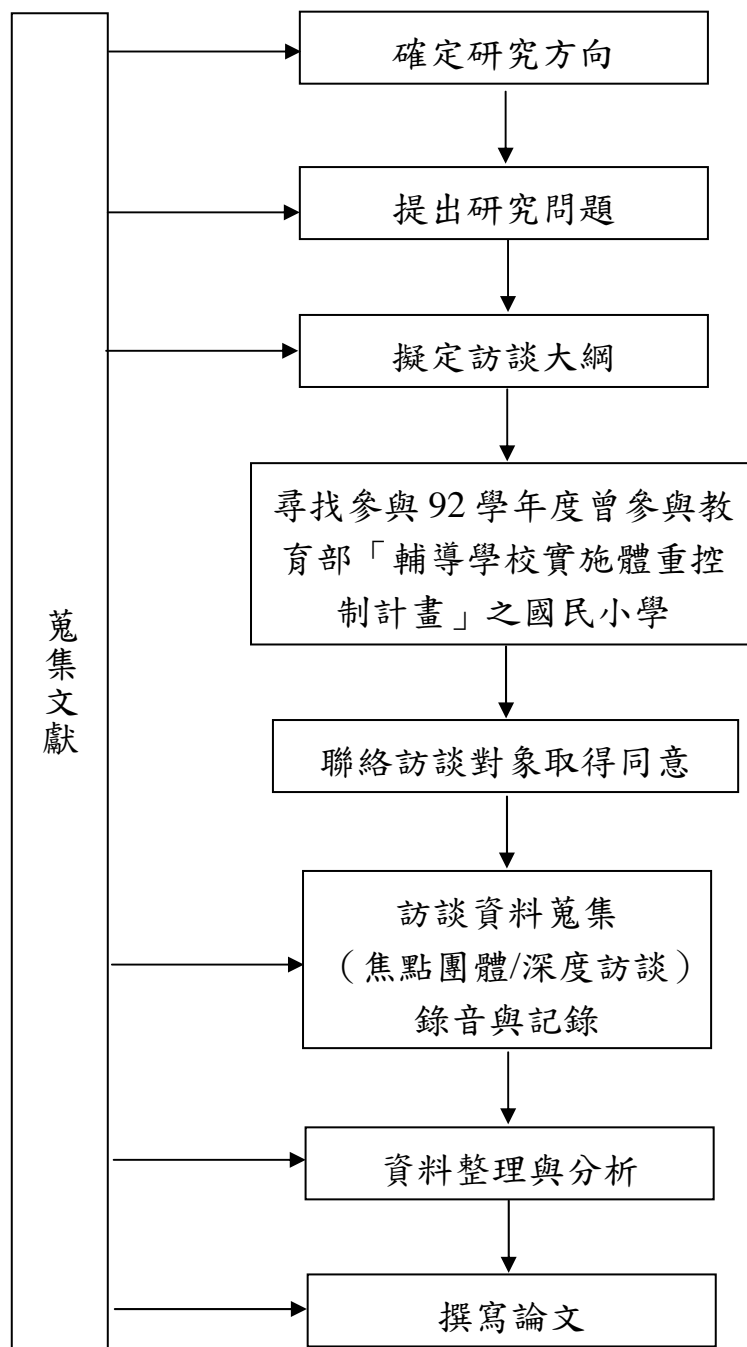 確定研究方向
提出研究問題
擬定訪談大綱
尋找參與 92 學年度曾參與教
育部「輔導學校實施體重控
制計畫」之國民小學
聯絡訪談對象取得同意
訪談資料蒐集
（焦點團體/深度訪談）
錄音與記錄
資料整理與分析
撰寫論文
蒐集文獻